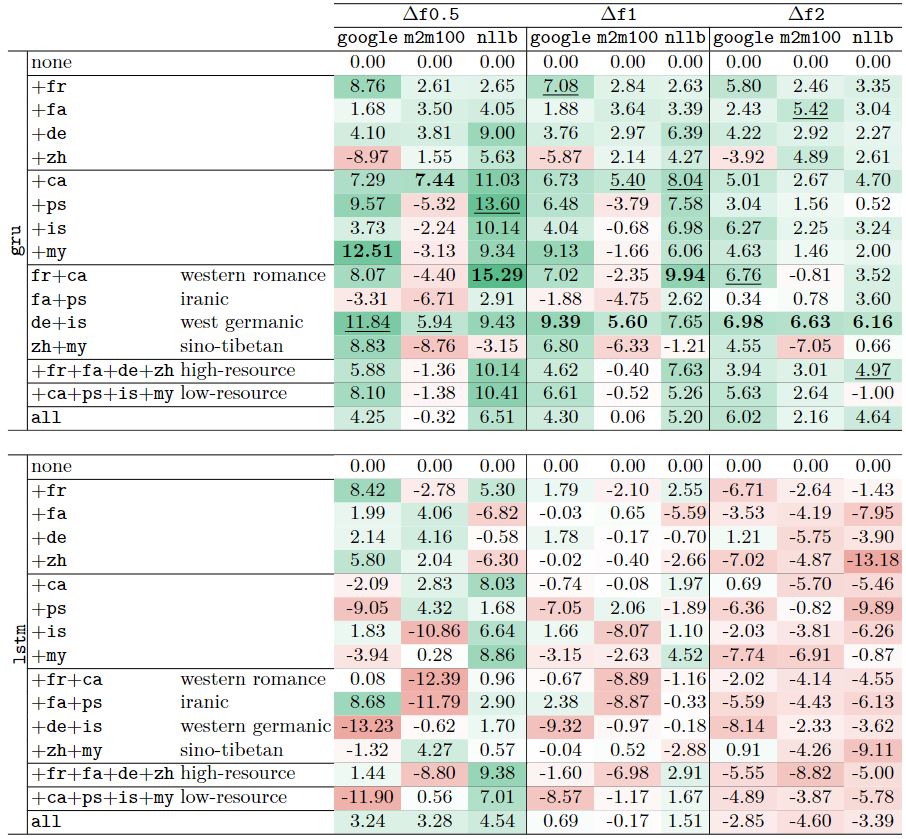 Δf0.5 Δf1 Δf2
google m2m100 nllb google m2m100 nllb google m2m100 nllb
gru
none 0.00 0.00 0.00 0.00 0.00 0.00 0.00 0.00 0.00
+fr 8.76 2.61 2.65 7.08 2.84 2.63 5.80 2.46 3.35
+fa 1.68 3.50 4.05 1.88 3.64 3.39 2.43 5.42 3.04
+de 4.10 3.81 9.00 3.76 2.97 6.39 4.22 2.92 2.27
+zh -8.97 1.55 5.63 -5.87 2.14 4.27 -3.92 4.89 2.61
+ca 7.29 7.44 11.03 6.73 5.40 8.04 5.01 2.67 4.70
+ps 9.57 -5.32 13.60 6.48 -3.79 7.58 3.04 1.56 0.52
+is 3.73 -2.24 10.14 4.04 -0.68 6.98 6.27 2.25 3.24
+my 12.51 -3.13 9.34 9.13 -1.66 6.06 4.63 1.46 2.00
fr+ca western romance 8.07 -4.40 15.29 7.02 -2.35 9.94 6.76 -0.81 3.52
fa+ps iranic -3.31 -6.71 2.91 -1.88 -4.75 2.62 0.34 0.78 3.60
de+is west germanic 11.84 5.94 9.43 9.39 5.60 7.65 6.98 6.63 6.16
zh+my sino-tibetan 8.83 -8.76 -3.15 6.80 -6.33 -1.21 4.55 -7.05 0.66
+fr+fa+de+zh high-resource 5.88 -1.36 10.14 4.62 -0.40 7.63 3.94 3.01 4.97
+ca+ps+is+my low-resource 8.10 -1.38 10.41 6.61 -0.52 5.26 5.63 2.64 -1.00
all 4.25 -0.32 6.51 4.30 0.06 5.20 6.02 2.16 4.64
lstm
none 0.00 0.00 0.00 0.00 0.00 0.00 0.00 0.00 0.00
+fr 8.42 -2.78 5.30 1.79 -2.10 2.55 -6.71 -2.64 -1.43
+fa 1.99 4.06 -6.82 -0.03 0.65 -5.59 -3.53 -4.19 -7.95
+de 2.14 4.16 -0.58 1.78 -0.17 -0.70 1.21 -5.75 -3.90
+zh 5.80 2.04 -6.30 -0.02 -0.40 -2.66 -7.02 -4.87 -13.18
+ca -2.09 2.83 8.03 -0.74 -0.08 1.97 0.69 -5.70 -5.46
+ps -9.05 4.32 1.68 -7.05 2.06 -1.89 -6.36 -0.82 -9.89
+is 1.83 -10.86 6.64 1.66 -8.07 1.10 -2.03 -3.81 -6.26
+my -3.94 0.28 8.86 -3.15 -2.63 4.52 -7.74 -6.91 -0.87
+fr+ca western romance 0.08 -12.39 0.96 -0.67 -8.89 -1.16 -2.02 -4.14 -4.55
+fa+ps iranic 8.68 -11.79 2.90 2.38 -8.87 -0.33 -5.59 -4.43 -6.13
+de+is western germanic -13.23 -0.62 1.70 -9.32 -0.97 -0.18 -8.14 -2.33 -3.62
+zh+my sino-tibetan -1.32 4.27 0.57 -0.04 0.52 -2.88 0.91 -4.26 -9.11
+fr+fa+de+zh high-resource 1.44 -8.80 9.38 -1.60 -6.98 2.91 -5.55 -8.82 -5.00
+ca+ps+is+my low-resource -11.90 0.56 7.01 -8.57 -1.17 1.67 -4.89 -3.87 -5.78
all 3.24 3.28 4.54 0.69 -0.17 1.51 -2.85 -4.60 -3.39